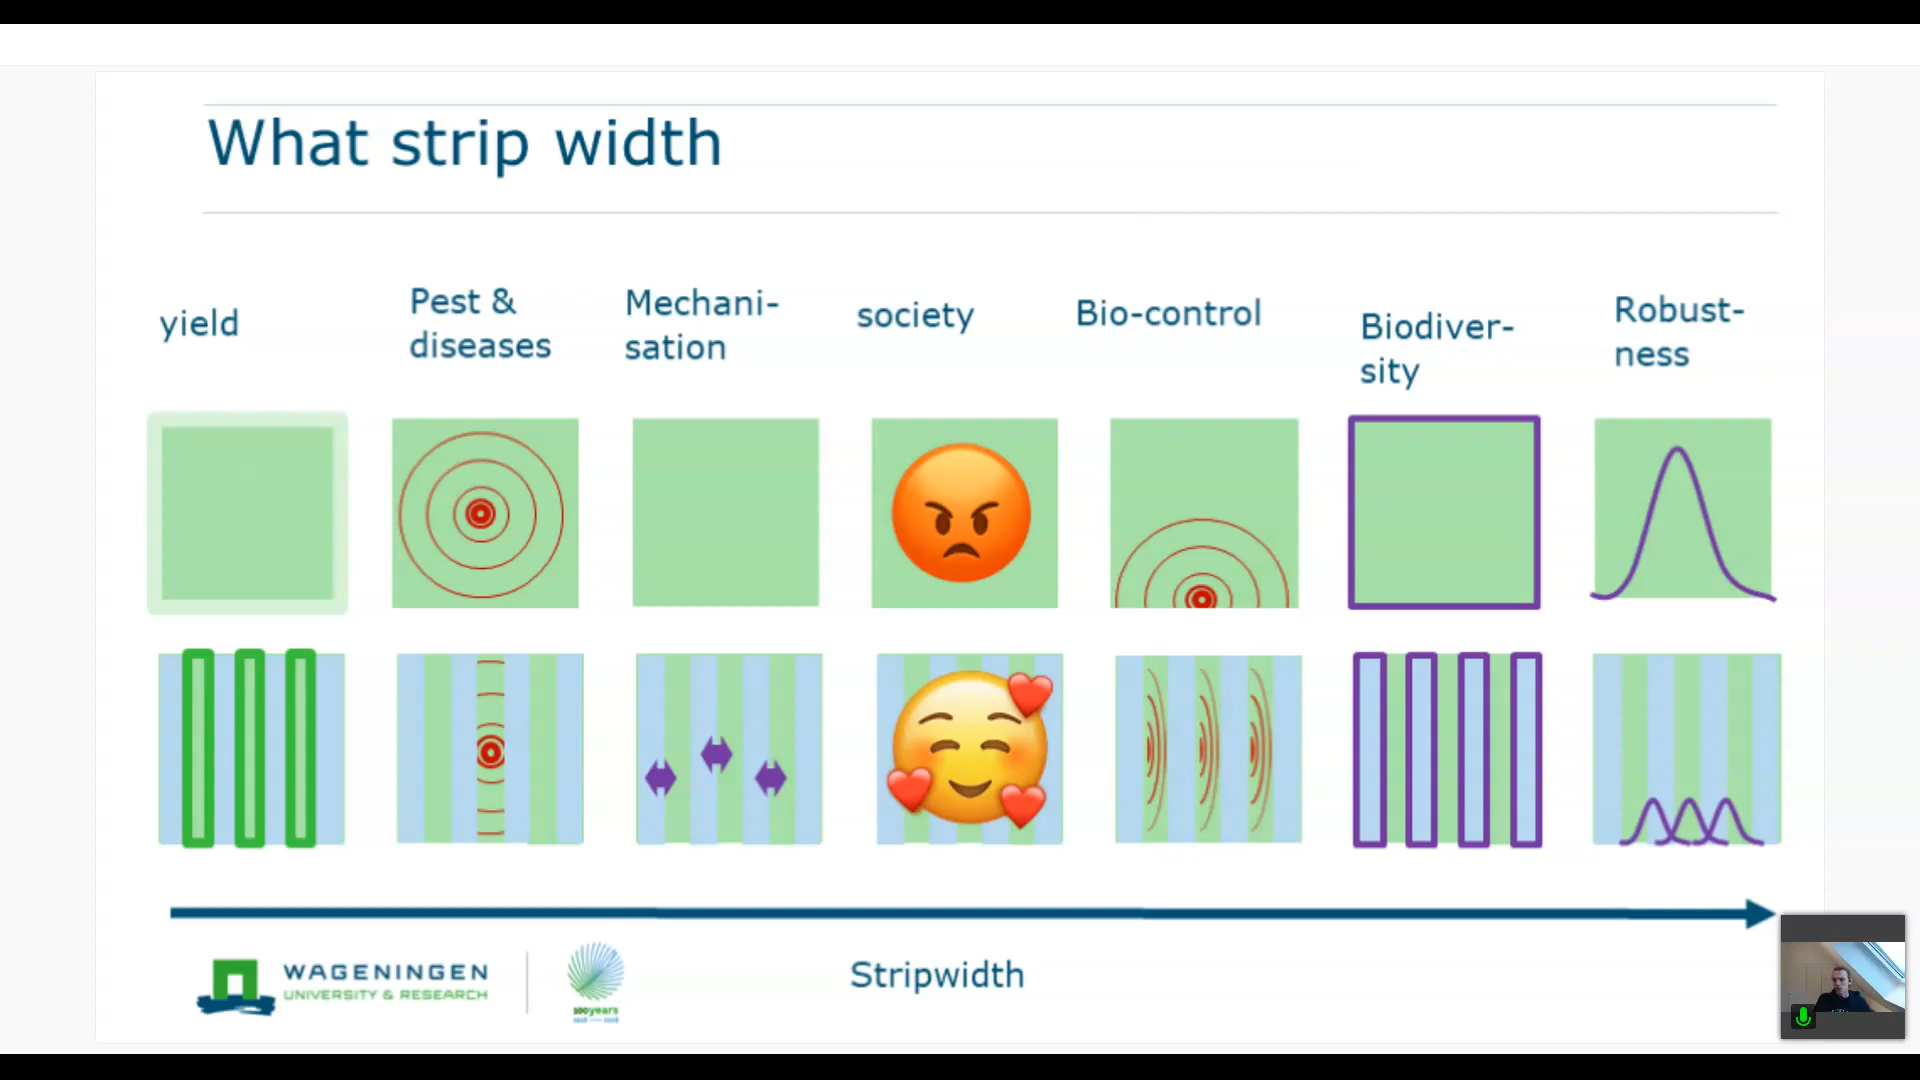 What strip width
yield
Pest &
diseases
Mechani-
sation
society
Bio-control
Biodiver-
sity
Robust-
ness
Stripwidth
WAGENINGEN
UNIVERSITY & RESEARCH
100years